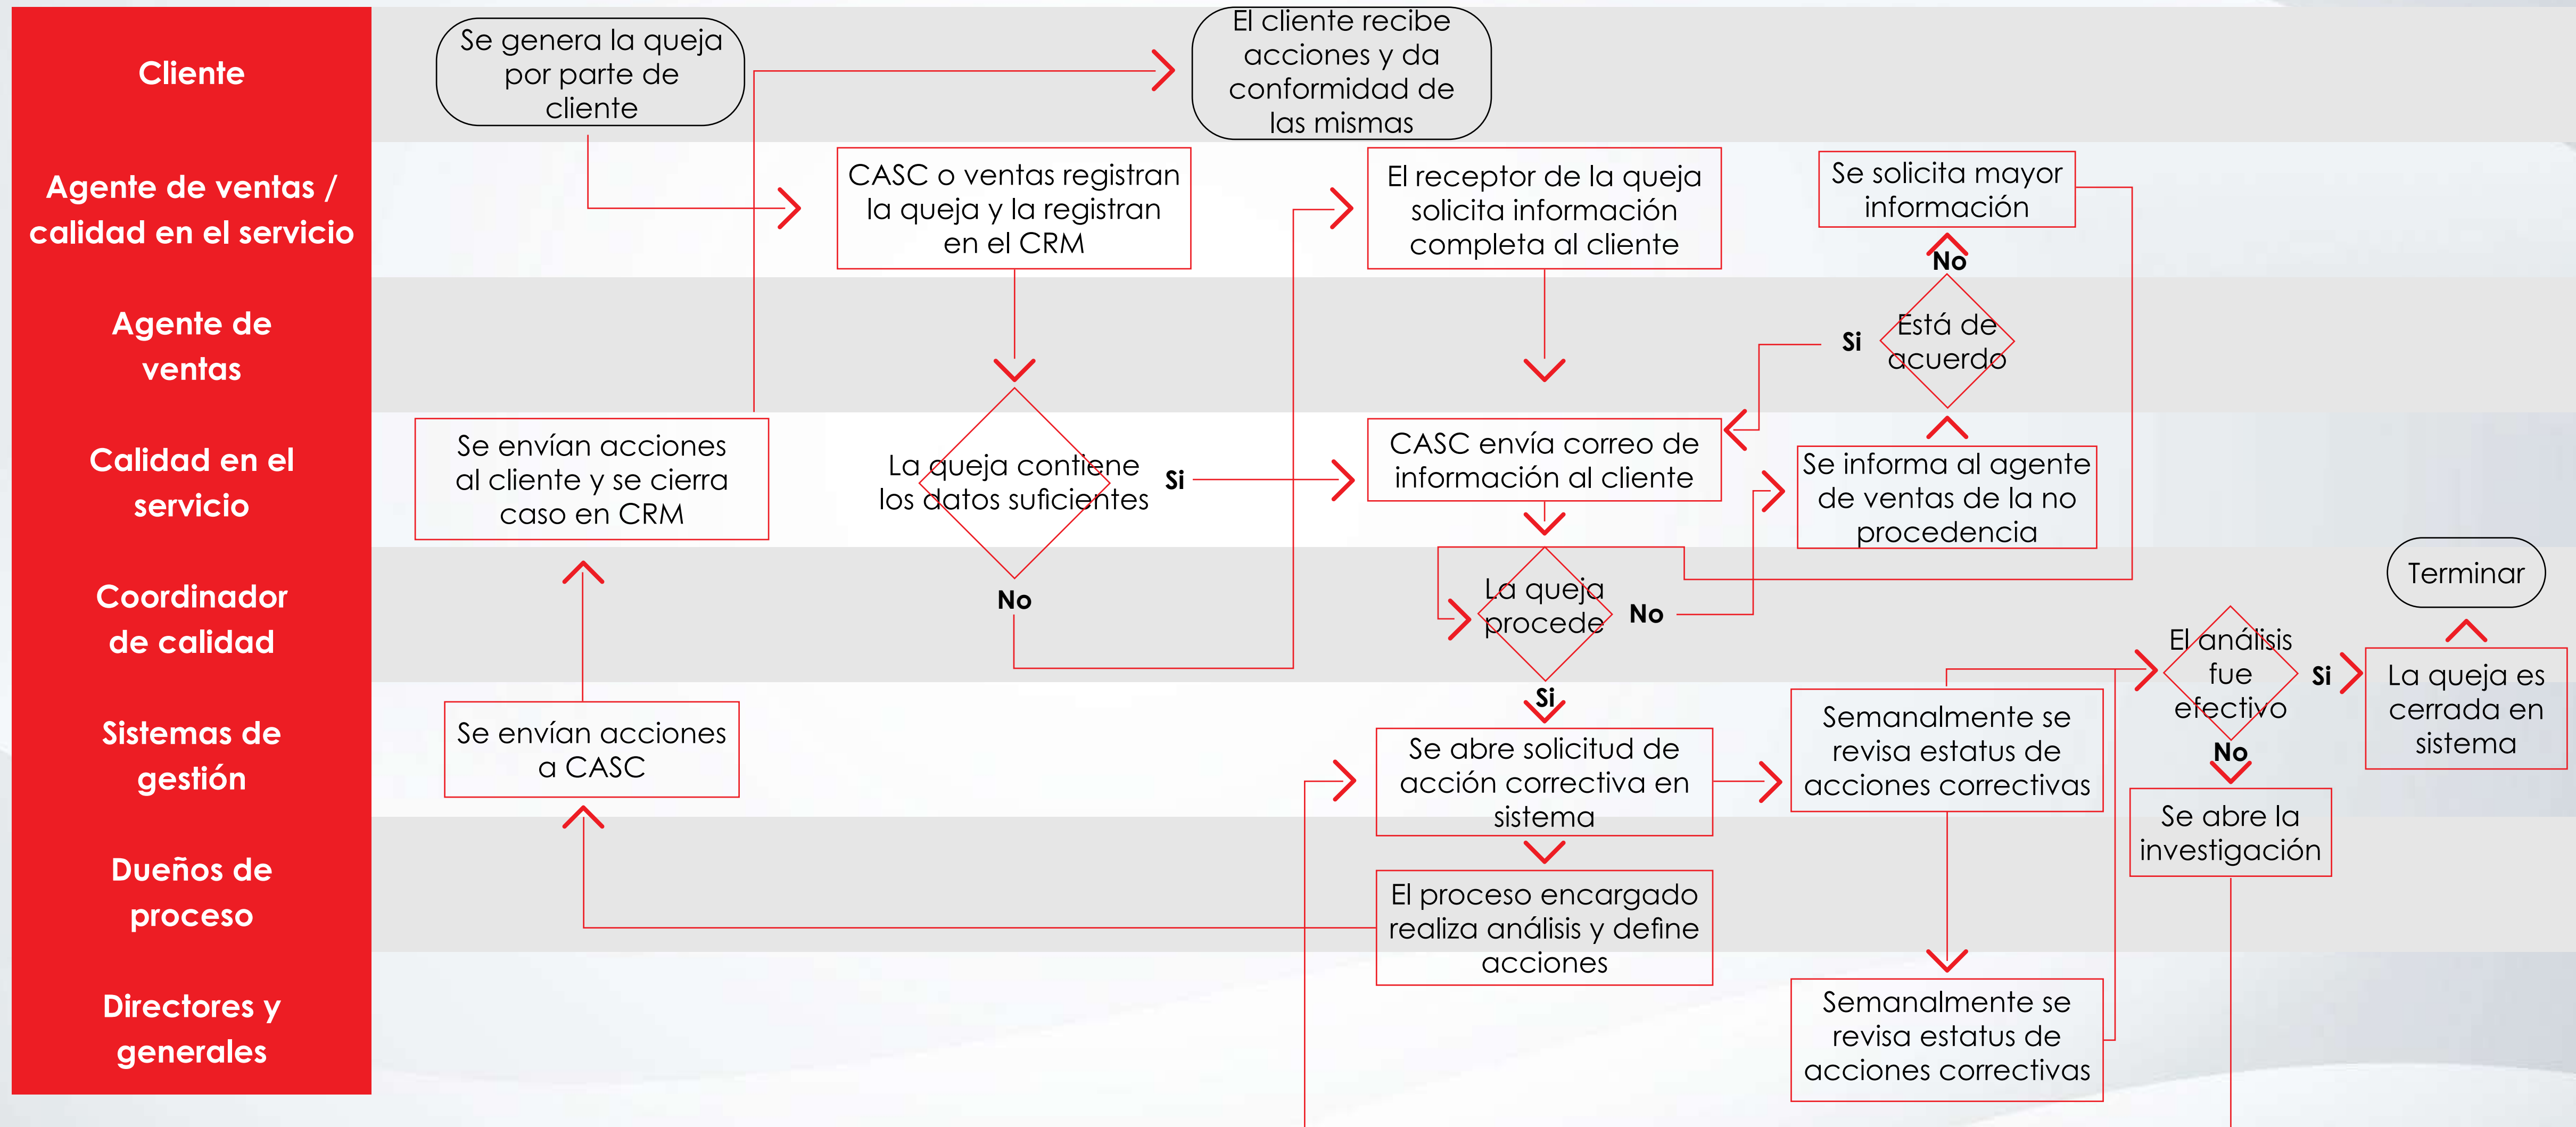 Cliente
Agente de ventas /
calidad en el servicio
Agente de
ventas
Calidad en el
servicio
Coordinador
de calidad
Sistemas de
gestión
Dueños de
proceso
Directores y
generales
Se genera la queja
por parte de
cliente
El cliente recibe
acciones y da
conformidad de
las mismas
CASC o ventas registran
la queja y la registran
en el CRM
El receptor de la queja
solicita información
completa al cliente
Se solicita mayor
información
No
Está de
acuerdo
Si
Se envían acciones
al cliente y se cierra
caso en CRM
La queja contiene
los datos suficientes
Si
No
CASC envía correo de
información al cliente
Se informa al agente
de ventas de la no
procedencia
La queja
procede
No
Si
Terminar
El análisis
fue
efectivo
Si
No
La queja es
cerrada en
sistema
Se envían acciones
a CASC
Se abre solicitud de
acción correctiva en
sistema
Semanalmente se
revisa estatus de
acciones correctivas
Se abre la
investigación
El proceso encargado
realiza análisis y define
acciones
Semanalmente se
revisa estatus de
acciones correctivas